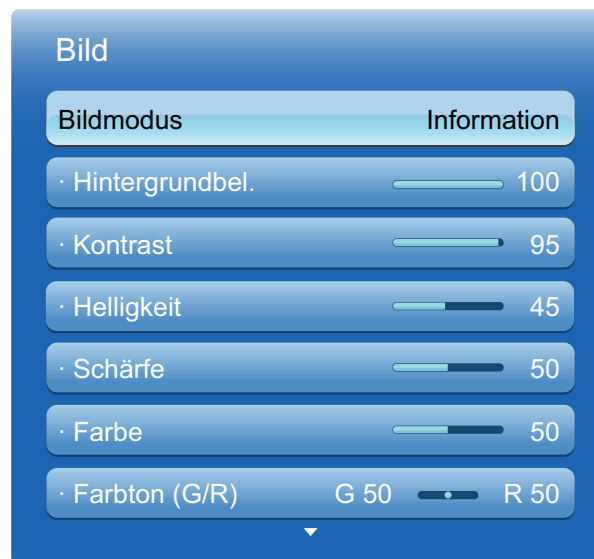 Bild
Bildmodus Information
· Hintergrundbel. 100
· Kontrast 95
· Helligkeit 45
· Schärfe 50
· Farbe 50
· Farbton (G/R) G 50 R 50